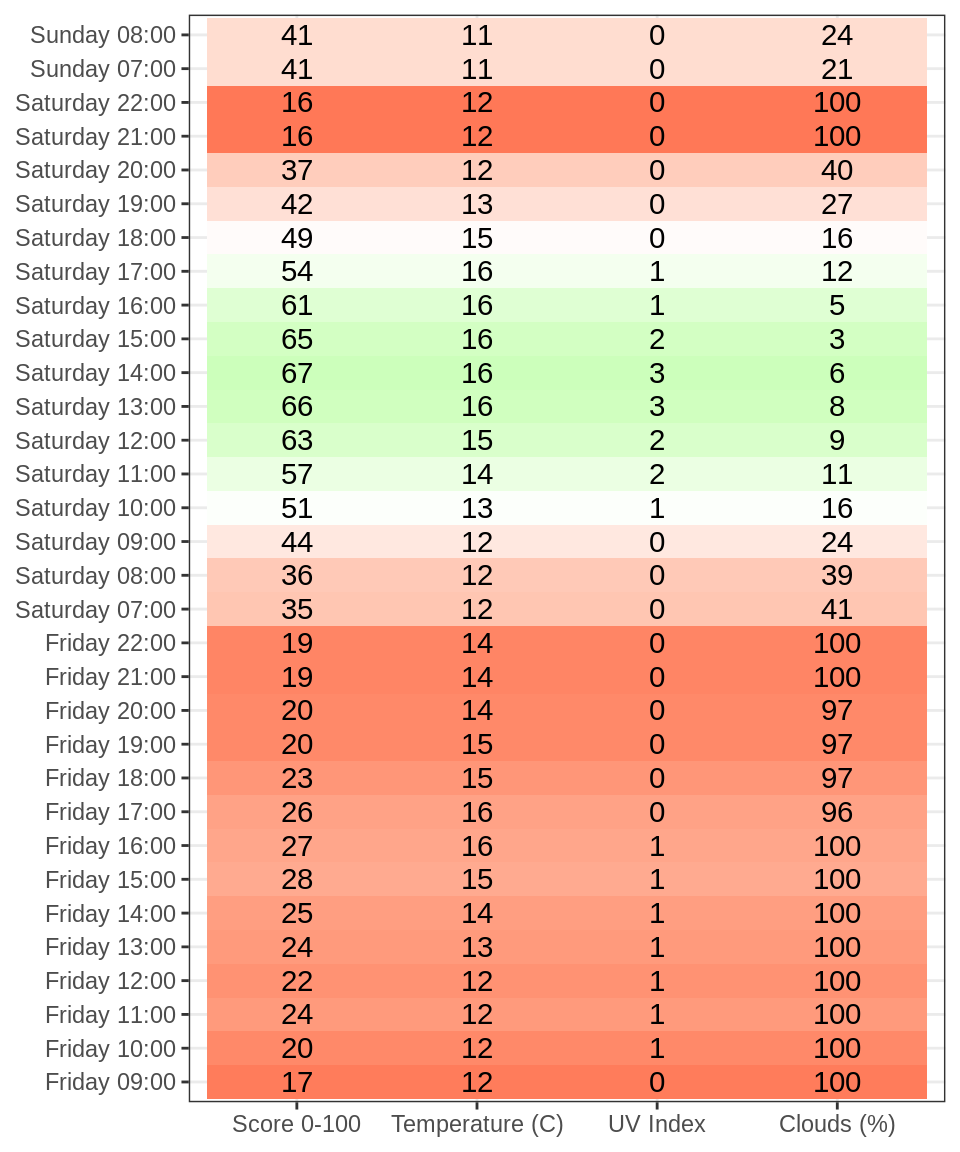 Sunday 08:00 41 11 0 24
Sunday 07:00 41 11 0 21
Saturday 22:00 16 12 0 100
Saturday 21:00 16 12 0 100
Saturday 20:00 37 12 0 40
Saturday 19:00 42 13 0 27
Saturday 18:00 49 15 0 16
Saturday 17:00 54 16 1 12
Saturday 16:00 61 16 1 5
Saturday 15:00 65 16 2 3
Saturday 14:00 67 16 3 6
Saturday 13:00 66 16 3 8
Saturday 12:00 63 15 2 9
Saturday 11:00 57 14 2 11
Saturday 10:00 51 13 1 16
Saturday 09:00 44 12 0 24
Saturday 08:00 36 12 0 39
Saturday 07:00 35 12 0 41
Friday 22:00 19 14 0 100
Friday 21:00 19 14 0 100
Friday 20:00 20 14 0 97
Friday 19:00 20 15 0 97
Friday 18:00 23 15 0 97
Friday 17:00 26 16 0 96
Friday 16:00 27 16 1 100
Friday 15:00 28 15 1 100
Friday 14:00 25 14 1 100
Friday 13:00 24 13 1 100
Friday 12:00 22 12 1 100
Friday 11:00 24 12 1 100
Friday 10:00 20 12 1 100
Friday 09:00 17 12 0 100
Score 0-100 Temperature (C) UV Index Clouds (%)